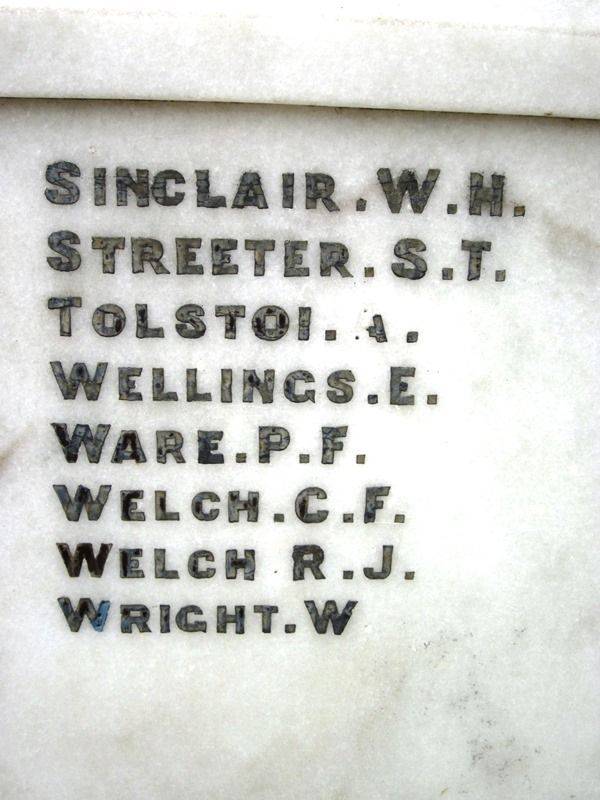 SINCLAIR.W.H.
STREETER.S.T.
TOLSTOI. A.
WELLINGS.E.
WARE.P.F.
WELCH.C.F.
WELCH R.J.
WRIGHT.W